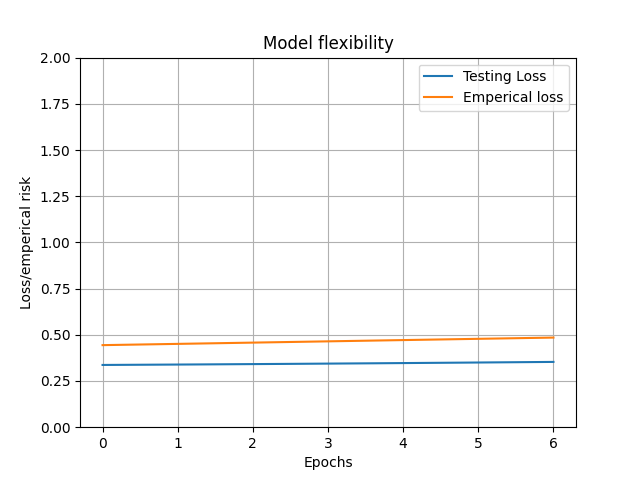 Model flexibility
2.00
1.75
1.50
1.25
1.00
0.75
0.50
0.25
0.00
Loss/emperical risk
Testing Loss
Emperical loss
0 1 2 3 4 5 6
Epochs